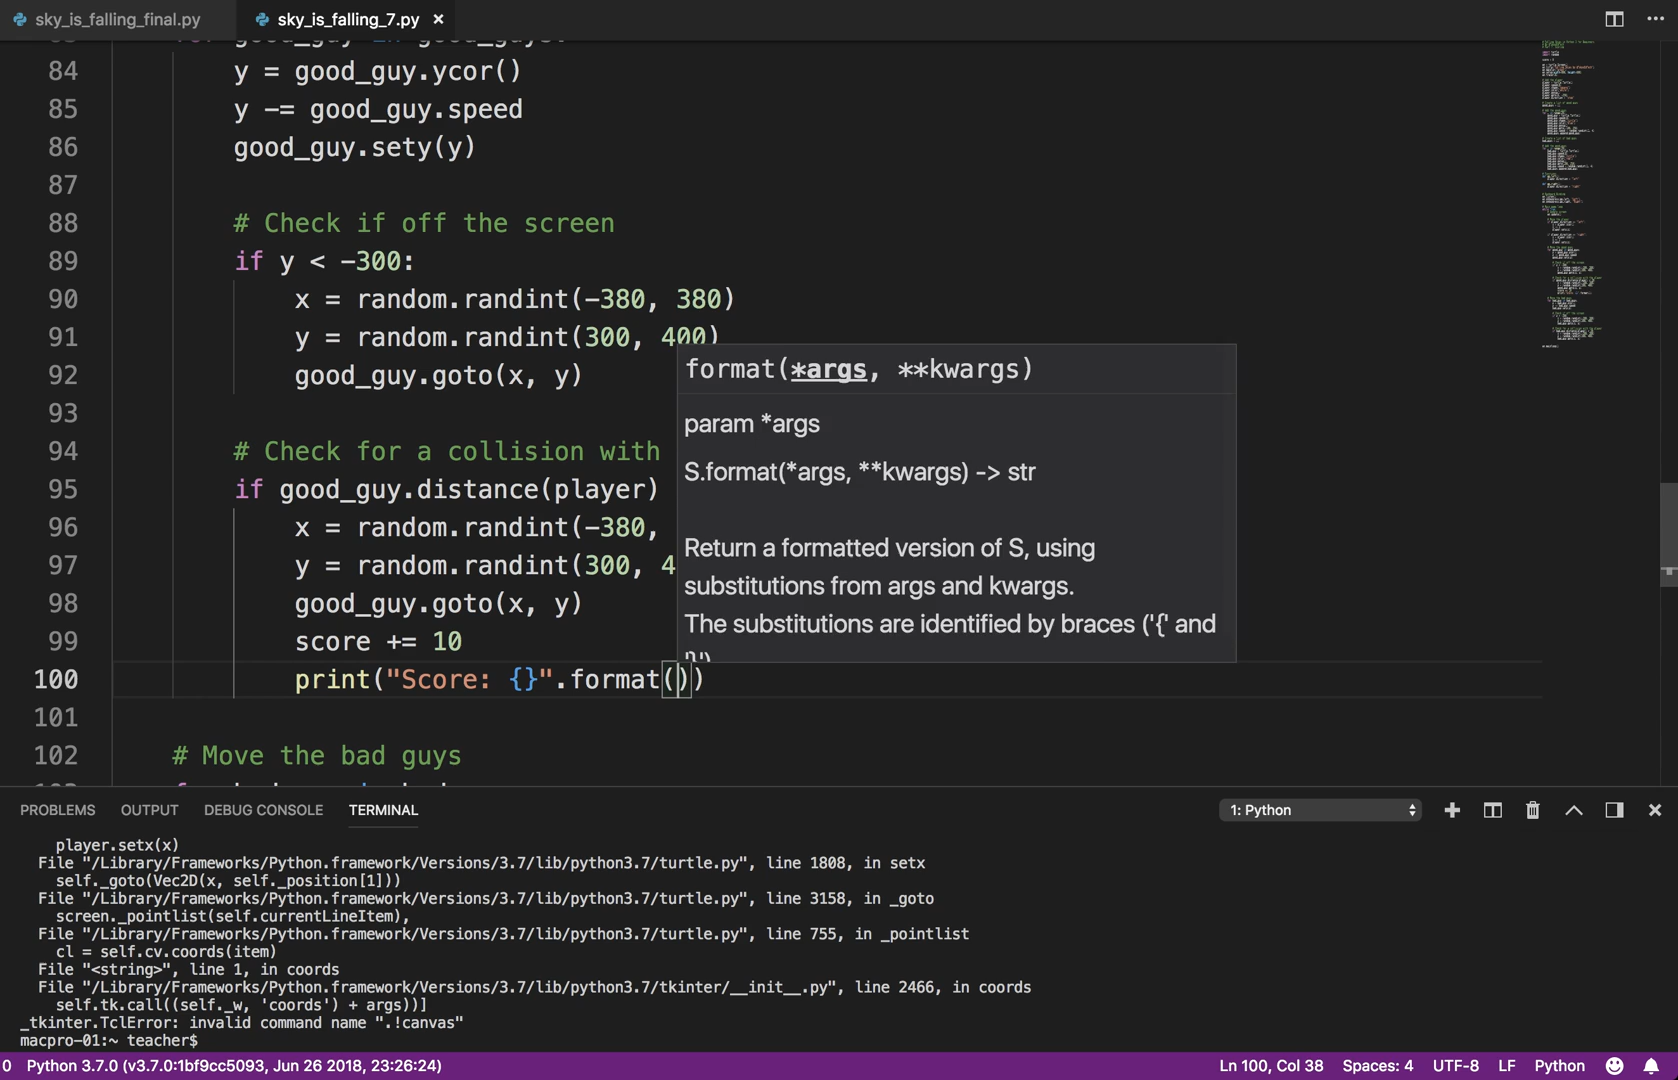 sky_is_falling_final.py sky_is_falling_7.py
84 y = good_guy.ycor()
85 y -= good_guy.speed
86 good_guy.sety(y)
87
88 # Check if off the screen
89 if y < -300:
90 x = random.randint(-380, 380)
91 y = random.randint(300, 400)
92 good_guy.goto(x, y)
93
94 # Check for a collision with
95 if good_guy.distance(player)
96 x = random.randint(-380,
97 y = random.randint(300, 4
98 good_guy.goto(x, y)
99 score += 10
100 print("Score: {}".format())
101
102 # Move the bad guys
format(*args, **kwargs)
param *args
S.format(*args, **kwargs) -> str
Return a formatted version of S, using
substitutions from args and kwargs.
The substitutions are identified by braces ('{' and
PROBLEMS OUTPUT DEBUG CONSOLE TERMINAL 1: Python
player.setx(x)
File "/Library/Frameworks/Python.framework/Versions/3.7/lib/python3.7/turtle.py", line 1808, in setx
self._goto(Vec2D(x, self._position[1]))
File "/Library/Frameworks/Python.framework/Versions/3.7/lib/python3.7/turtle.py", line 3158, in _goto
screen._pointlist(self.currentLineItem),
File "/Library/Frameworks/Python.framework/Versions/3.7/lib/python3.7/turtle.py", line 755, in _pointlist
cl = self.cv.coords(item)
File "<string>", line 1, in coords
File "/Library/Frameworks/Python.framework/Versions/3.7/lib/python3.7/tkinter/__init__.py", line 2466, in coords
self.tk.call((self._w, 'coords') + args))]
_tkinter.TclError: invalid command name ".!canvas"
macpro-01:~ teacher$
0 Python 3.7.0 (v3.7.0:1bf9cc5093, Jun 26 2018, 23:26:24) Ln 100, Col 38 Spaces: 4 UTF-8 LF Python